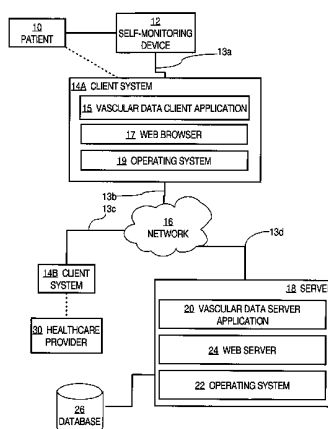 10
PATIENT
12
SELF-MONITORING
DEVICE
13a
14A CLIENT SYSTEM
15 VASCULAR DATA CLIENT APPLICATION
17 WEB BROWSER
19 OPERATING SYSTEM
13b
13c
16
NETWORK
13d
14B CLIENT
SYSTEM
30 HEALTHCARE
PROVIDER
18 SERVER
20 VASCULAR DATA SERVER
APPLICATION
24 WEB SERVER
22 OPERATING SYSTEM
26
DATABASE